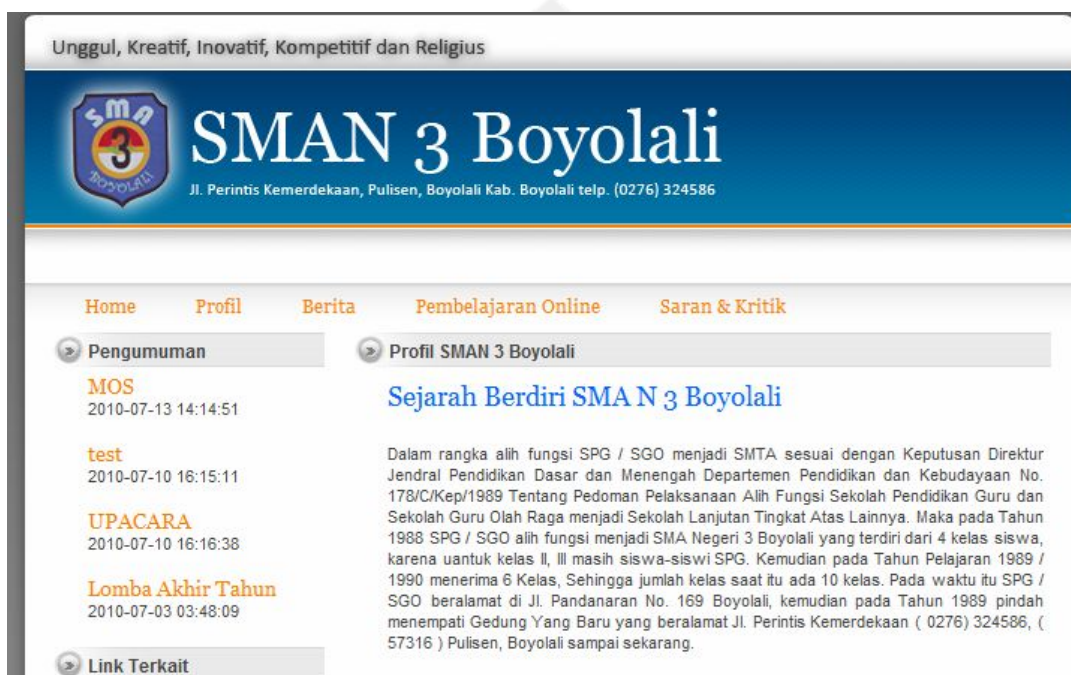 Unggul, Kreatif, Inovatif, Kompetitif dan Religius
SMA
3
BOYOLALI
SMAN 3 Boyolali
Jl. Perintis Kemerdekaan, Pulisen, Boyolali Kab. Boyolali telp. (0276) 324586
Home Profil Berita Pembelajaran Online Saran & Kritik
Pengumuman
MOS
2010-07-13 14:14:51
test
2010-07-10 16:15:11
UPACARA
2010-07-10 16:16:38
Lomba Akhir Tahun
2010-07-03 03:48:09
Link Terkait
Profil SMAN 3 Boyolali
Sejarah Berdiri SMA N 3 Boyolali
Dalam rangka alih fungsi SPG / SGO menjadi SMTA sesuai dengan Keputusan Direktur
Jendral Pendidikan Dasar dan Menengah Departemen Pendidikan dan Kebudayaan No.
178/C/Kep/1989 Tentang Pedoman Pelaksanaan Alih Fungsi Sekolah Pendidikan Guru dan
Sekolah Guru Olah Raga menjadi Sekolah Lanjutan Tingkat Atas Lainnya. Maka pada Tahun
1988 SPG / SGO alih fungsi menjadi SMA Negeri 3 Boyolali yang terdiri dari 4 kelas siswa,
karena uantuk kelas II, III masih siswa-siswi SPG. Kemudian pada Tahun Pelajaran 1989 /
1990 menerima 6 Kelas, Sehingga jumlah kelas saat itu ada 10 kelas. Pada waktu itu SPG /
SGO beralamat di Jl. Pandanaran No. 169 Boyolali, kemudian pada Tahun 1989 pindah
menempati Gedung Yang Baru yang beralamat Jl. Perintis Kemerdekaan ( 0276) 324586, (
57316 ) Pulisen, Boyolali sampai sekarang.